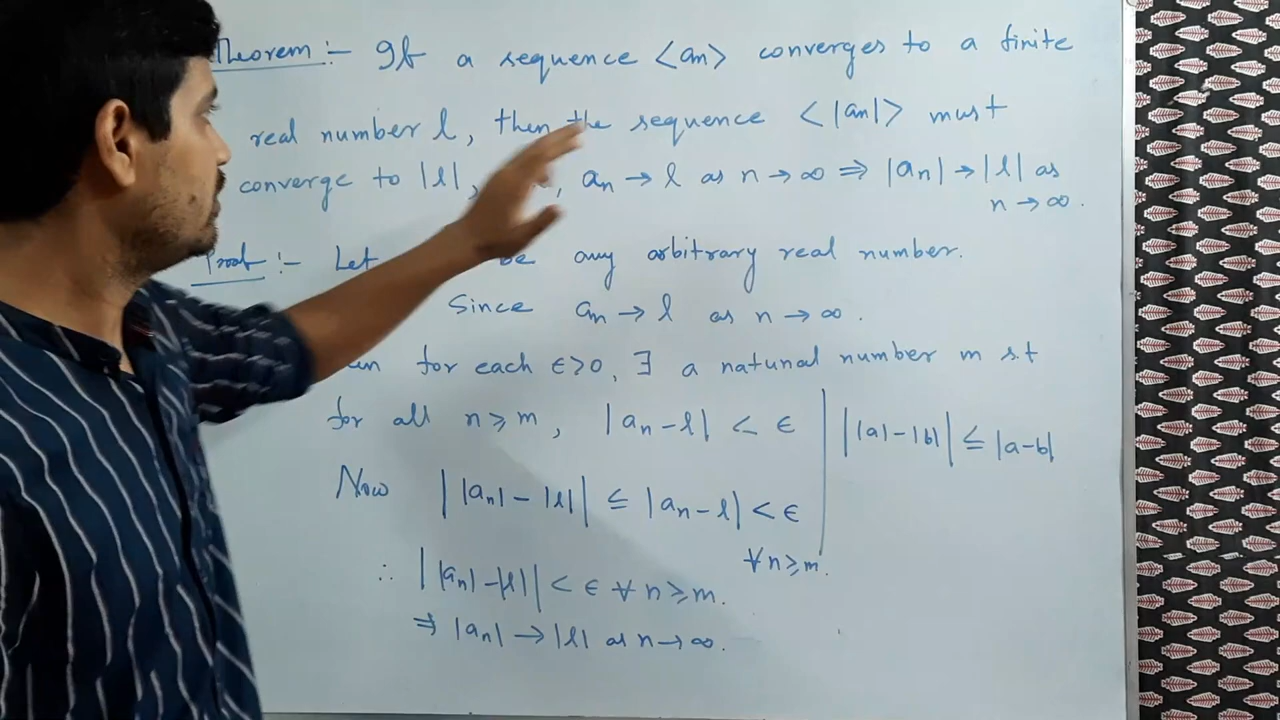 Theorem :- If a sequence <an> converges to a finite
real number l, then the sequence <|an|> must
converge to |l|, , an → l as n → ∞ ⇒ |an| → |l| as
n → ∞.
Proof :- Let be any arbitrary real number.
Since an → l as n → ∞.
for each ε>0, ∃ a natural number m s.t
for all n ≥ m, |an - l| < ε
||a| - |b|| ≤ |a-b|
Now ||an| - |l|| ≤ |an - l| < ε
∀ n ≥ m.
∴ ||an| - |l|| < ε ∀ n ≥ m.
⇒ |an| → |l| as n → ∞.